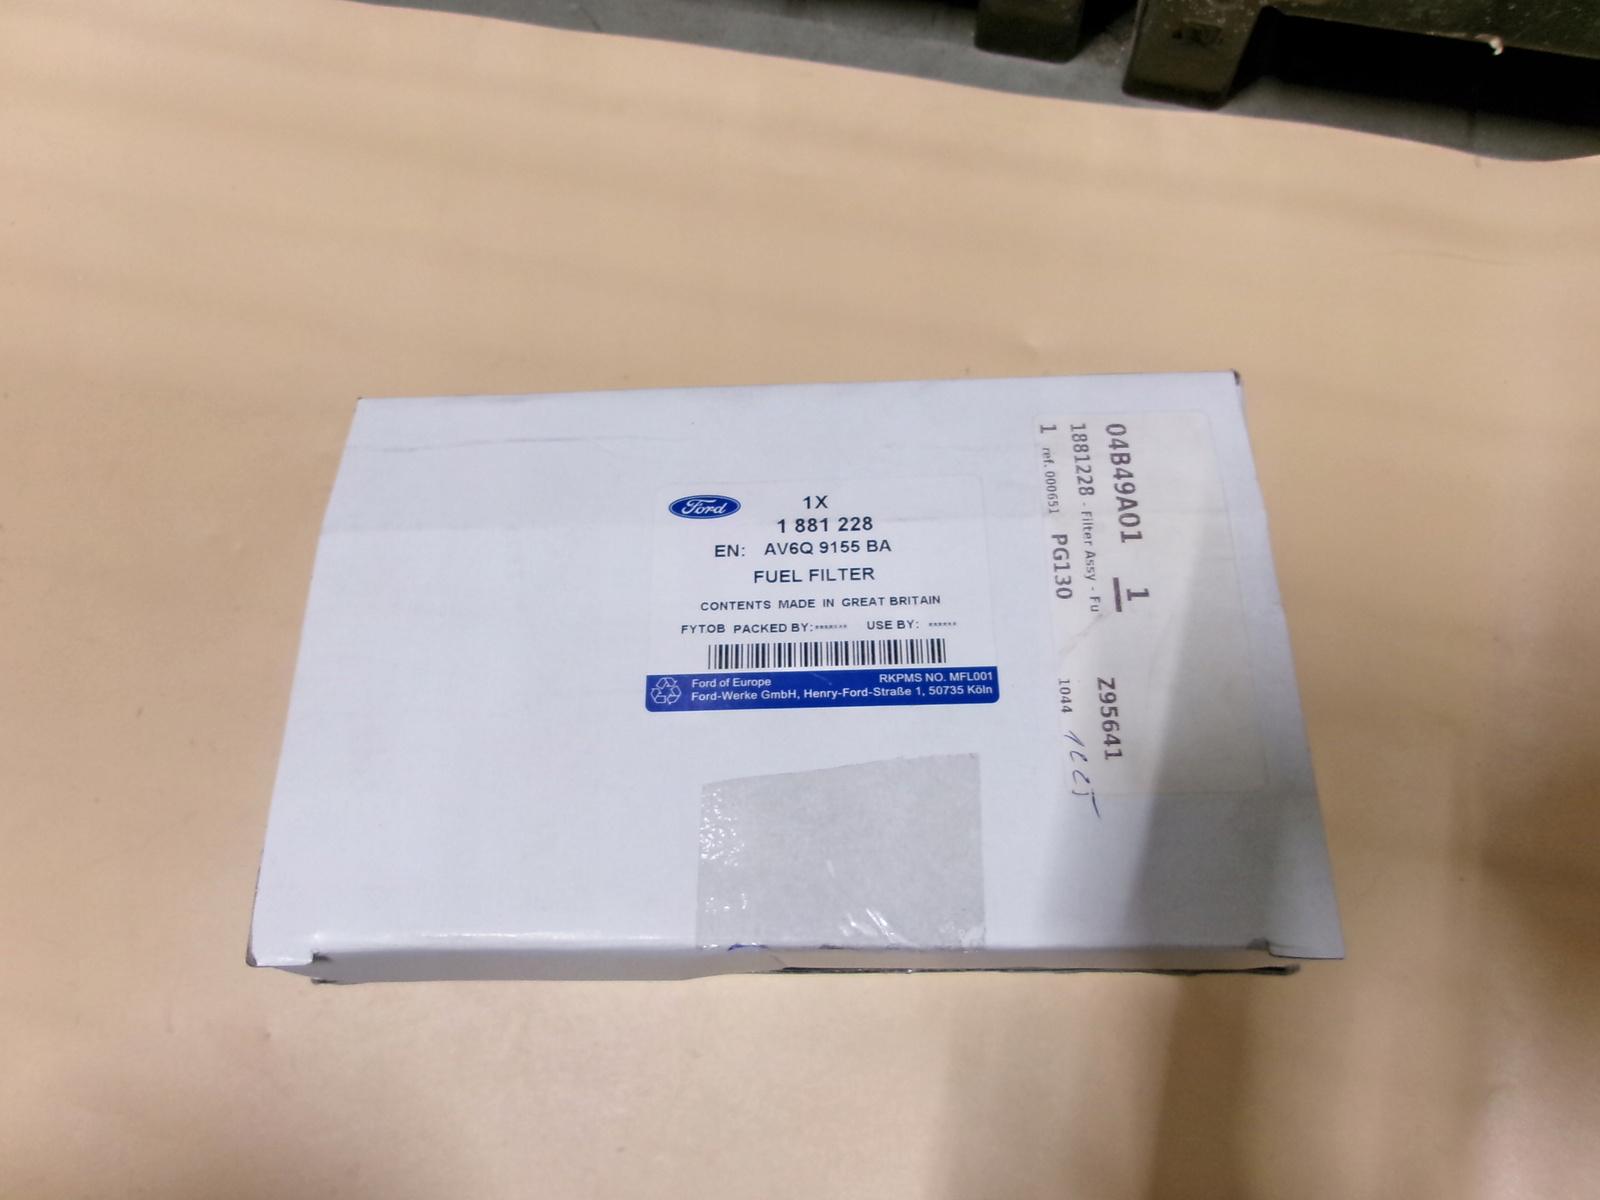 Ford
1X
1 881 228
EN: AV6Q 9155 BA
FUEL FILTER
CONTENTS MADE IN GREAT BRITAIN
FYTOB PACKED BY:******* USE BY: ******
Ford of Europe RKPMS NO. MFL001
Ford-Werke GmbH, Henry-Ford-Straße 1, 50735 Köln
04B49A01 1
1881228 - Filter Assy - Fu Z95641
1 ref. 000651 PG130 1044